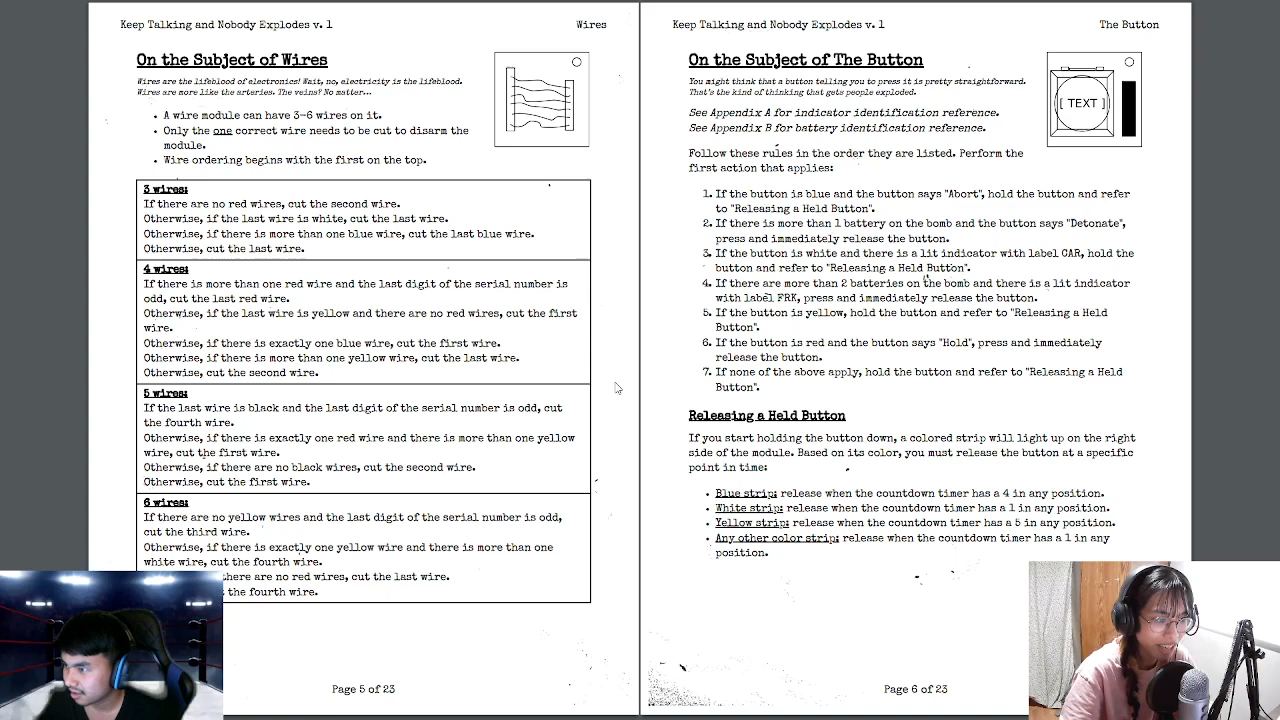 Keep Talking and Nobody Explodes v. 1
Wires
On the Subject of Wires
Wires are the lifeblood of electronics! Wait, no, electricity is the lifeblood.
Wires are more like the arteries. The veins? No matter...
• A wire module can have 3-6 wires on it.
• Only the one correct wire needs to be cut to disarm the
module.
• Wire ordering begins with the first on the top.
3 wires:
If there are no red wires, cut the second wire.
Otherwise, if the last wire is white, cut the last wire.
Otherwise, if there is more than one blue wire, cut the last blue wire.
Otherwise, cut the last wire.
4 wires:
If there is more than one red wire and the last digit of the serial number is
odd, cut the last red wire.
Otherwise, if the last wire is yellow and there are no red wires, cut the first
wire.
Otherwise, if there is exactly one blue wire, cut the first wire.
Otherwise, if there is more than one yellow wire, cut the last wire.
Otherwise, cut the second wire.
5 wires:
If the last wire is black and the last digit of the serial number is odd, cut
the fourth wire.
Otherwise, if there is exactly one red wire and there is more than one yellow
wire, cut the first wire.
Otherwise, if there are no black wires, cut the second wire.
Otherwise, cut the first wire.
6 wires:
If there are no yellow wires and the last digit of the serial number is odd,
cut the third wire.
Otherwise, if there is exactly one yellow wire and there is more than one
white wire, cut the fourth wire.
there are no red wires, cut the last wire.
the fourth wire.
Page 5 of 23
Keep Talking and Nobody Explodes v. 1
The Button
On the Subject of The Button
You might think that a button telling you to press it is pretty straightforward.
That's the kind of thinking that gets people exploded.
[ TEXT ]
See Appendix A for indicator identification reference.
See Appendix B for battery identification reference.
Follow these rules in the order they are listed. Perform the
first action that applies:
1. If the button is blue and the button says "Abort", hold the button and refer
to "Releasing a Held Button".
2. If there is more than 1 battery on the bomb and the button says "Detonate",
press and immediately release the button.
3. If the button is white and there is a lit indicator with label CAR, hold the
button and refer to "Releasing a Held Button".
4. If there are more than 2 batteries on the bomb and there is a lit indicator
with label FRK, press and immediately release the button.
5. If the button is yellow, hold the button and refer to "Releasing a Held
Button".
6. If the button is red and the button says "Hold", press and immediately
release the button.
7. If none of the above apply, hold the button and refer to "Releasing a Held
Button".
Releasing a Held Button
If you start holding the button down, a colored strip will light up on the right
side of the module. Based on its color, you must release the button at a specific
point in time:
• Blue strip: release when the countdown timer has a 4 in any position.
• White strip: release when the countdown timer has a 1 in any position.
• Yellow strip: release when the countdown timer has a 5 in any position.
• Any other color strip: release when the countdown timer has a 1 in any
position.
Page 6 of 23